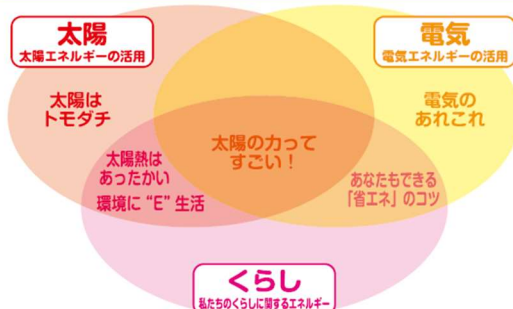 太陽
太陽エネルギーの活用
電気
電気エネルギーの活用
太陽は
トモダチ
電気の
あれこれ
太陽の力って
すごい！
太陽熱は
あったかい
環境に “E” 生活
あなたもできる
「省エネ」のコツ
くらし
私たちのくらしに関するエネルギー